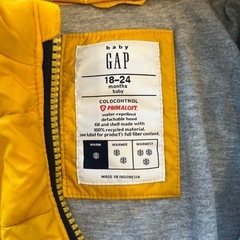 baby
GAP
18-24
months
baby
COLDCONTROL
PRIMALOFT
water-repellent
detachable hood
fill and shell made with
100% recycled material.
see label for product's full fiber content.
WARM
WARMER
WARMEST
MADE IN INDONESIA